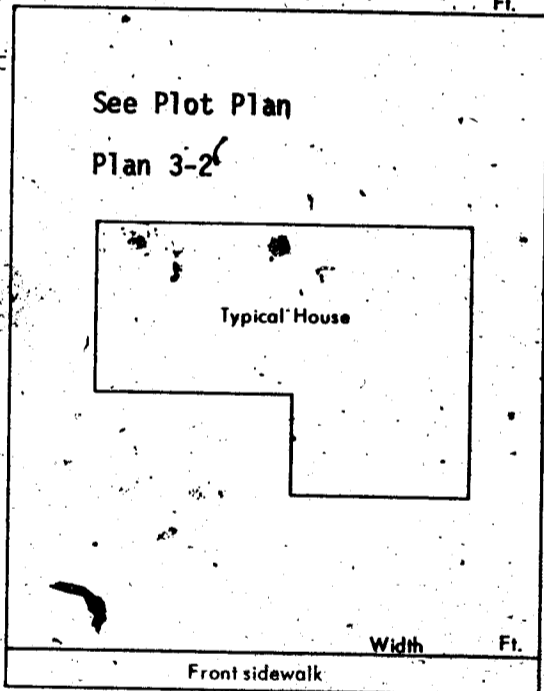 Ft.
See Plot Plan
Plan 3-2
Typical House
Width Ft.
Front sidewalk